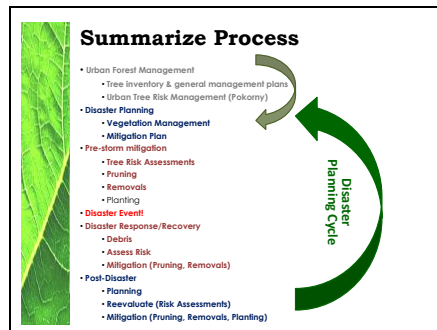 Summarize Process
• Urban Forest Management
• Tree inventory & general management plans
• Urban Tree Risk Management (Pokorny)
• Disaster Planning
• Vegetation Management
• Mitigation Plan
• Pre-storm mitigation
• Tree Risk Assessments
• Pruning
• Removals
• Planting
• Disaster Event!
• Disaster Response/Recovery
• Debris
• Assess Risk
• Mitigation (Pruning, Removals)
• Post-Disaster
• Planning
• Reevaluate (Risk Assessments)
• Mitigation (Pruning, Removals, Planting)
Disaster
Planning Cycle